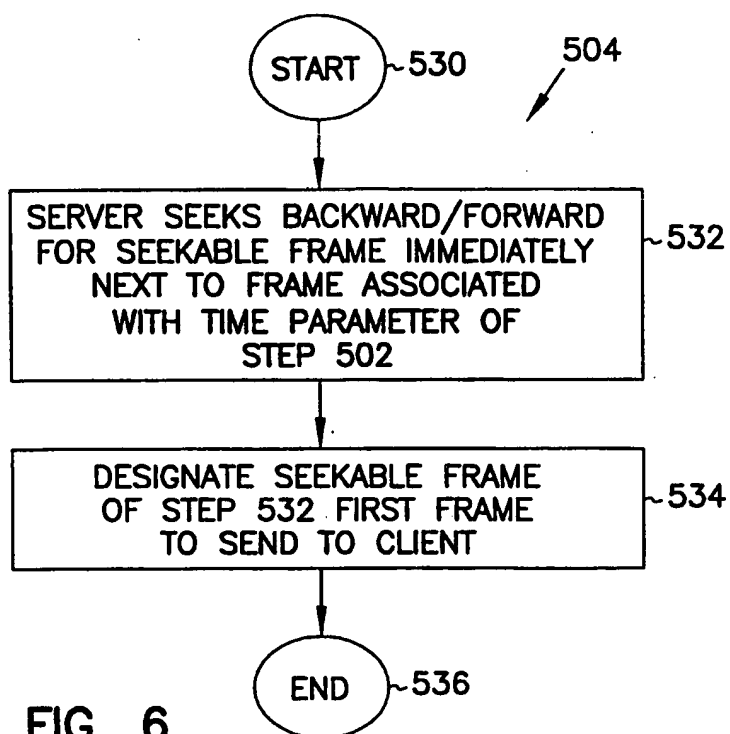 START
530
504
SERVER SEEKS BACKWARD/FORWARD
FOR SEEKABLE FRAME IMMEDIATELY
NEXT TO FRAME ASSOCIATED
WITH TIME PARAMETER OF
STEP 502
532
DESIGNATE SEEKABLE FRAME
OF STEP 532 FIRST FRAME
TO SEND TO CLIENT
534
END
536
FIG. 6